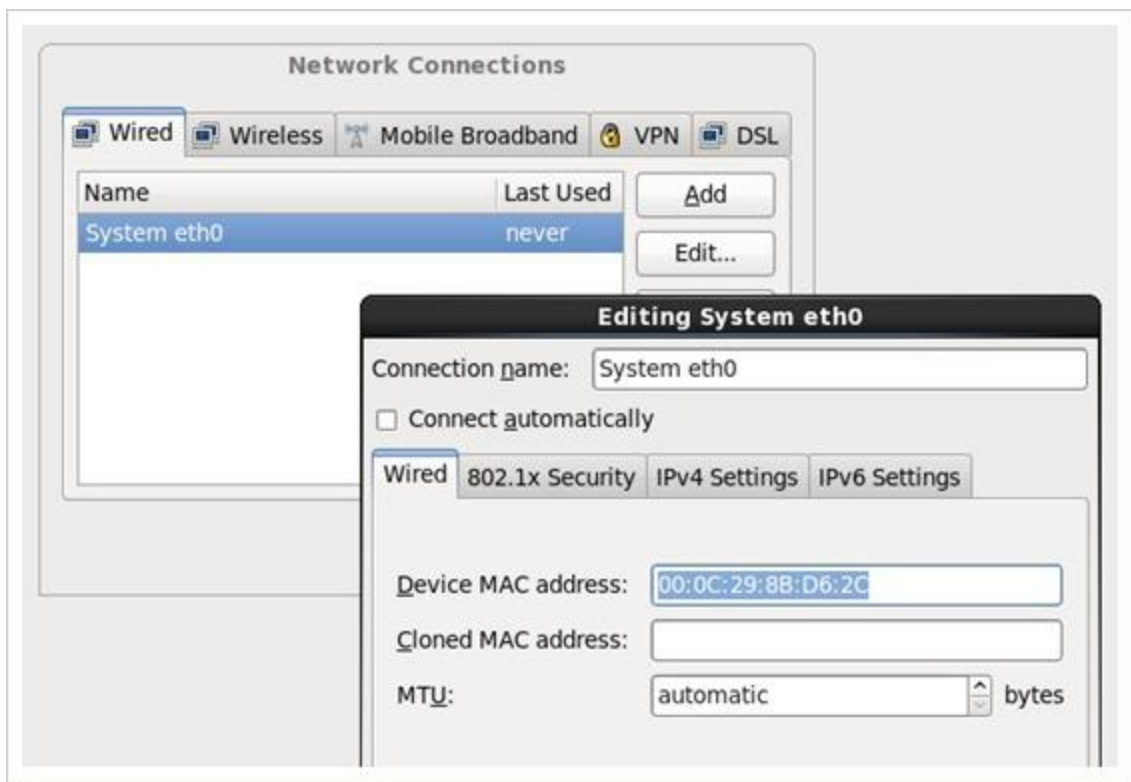 Network Connections
Wired Wireless Mobile Broadband VPN DSL
Name Last Used
Add
System eth0 never
Edit...
Editing System eth0
Connection name: System eth0
Connect automatically
Wired 802.1x Security IPv4 Settings IPv6 Settings
Device MAC address: 00:0C:29:8B:D6:2C
Cloned MAC address:
MTU: automatic bytes